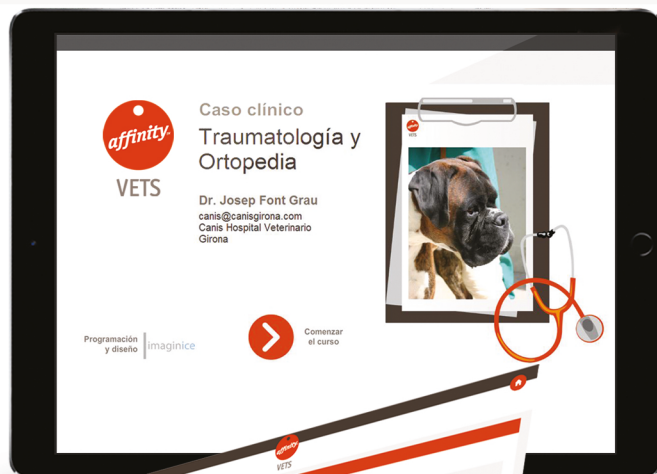 affinity
VETS
Caso clínico
Traumatología y
Ortopedia
Dr. Josep Font Grau
canis@canisgirona.com
Canis Hospital Veterinario
Girona
affinity
VETS
Programación
y diseño
imaginice
Comenzar
el curso
affinity
VETS